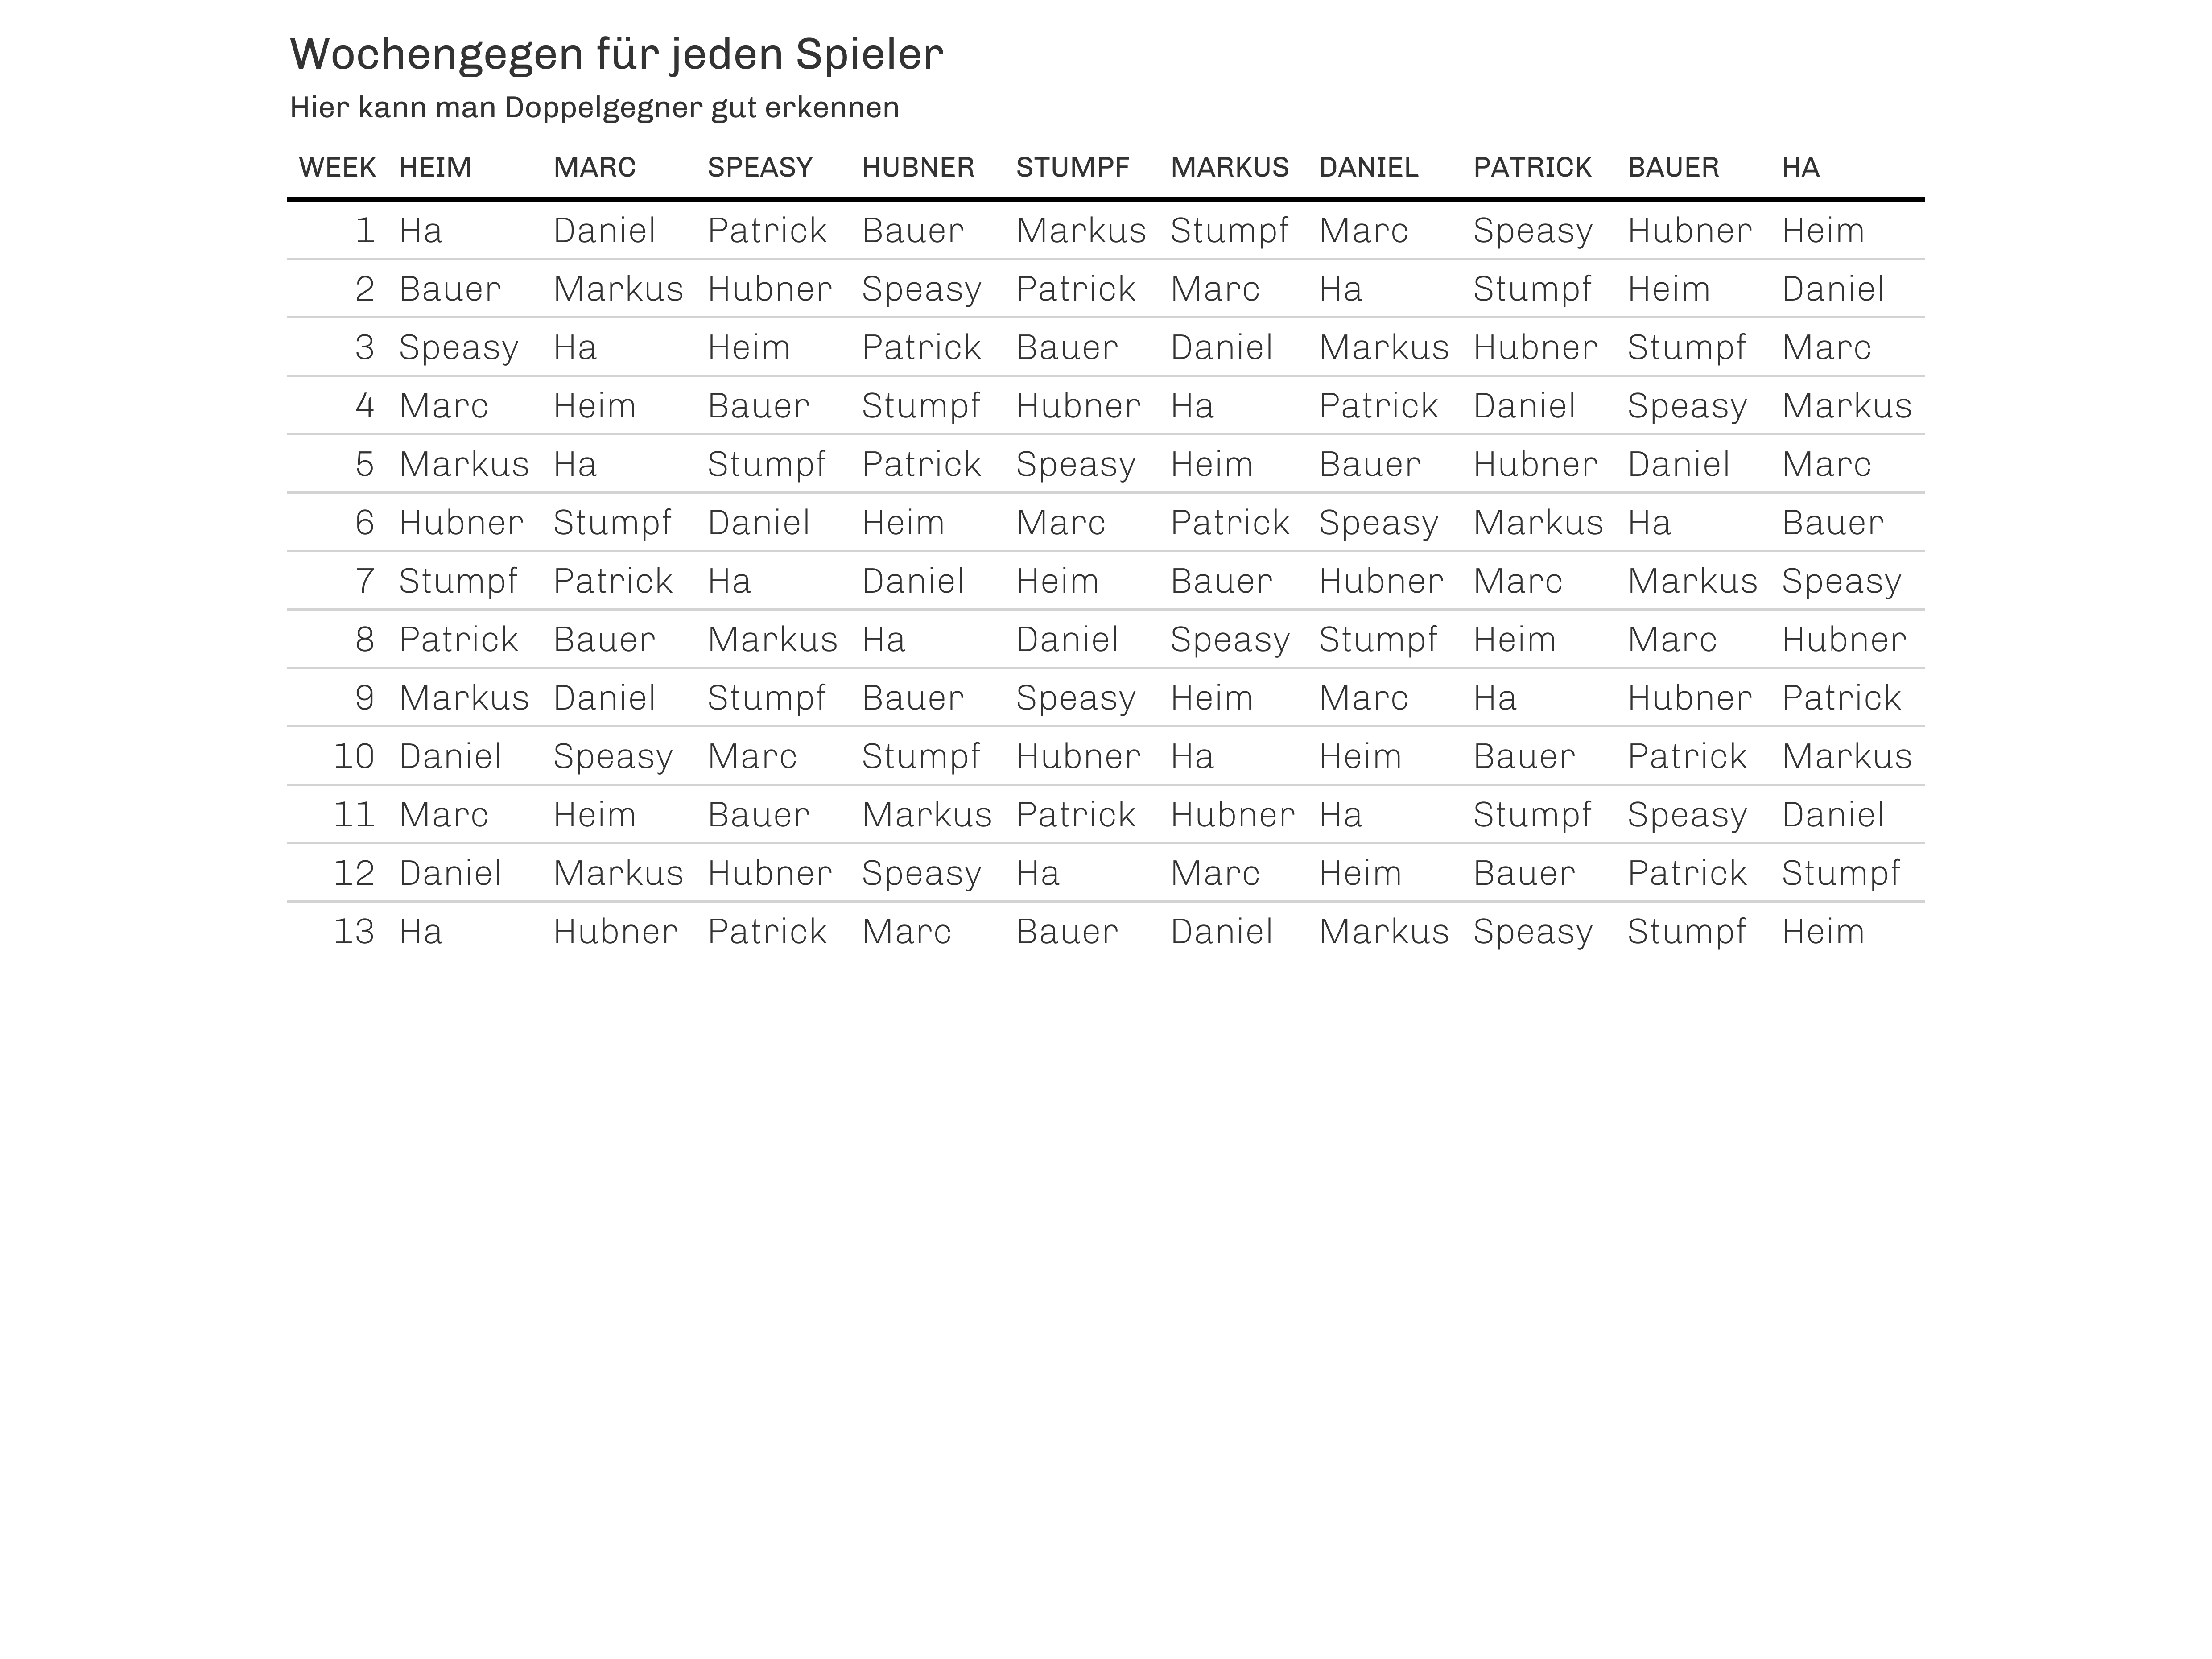 Wochengegen für jeden Spieler
Hier kann man Doppelgegner gut erkennen
WEEK HEIM MARC SPEASY HUBNER STUMPF MARKUS DANIEL PATRICK BAUER HA
1 Ha Daniel Patrick Bauer Markus Stumpf Marc Speasy Hubner Heim
2 Bauer Markus Hubner Speasy Patrick Marc Ha Stumpf Heim Daniel
3 Speasy Ha Heim Patrick Bauer Daniel Markus Hubner Stumpf Marc
4 Marc Heim Bauer Stumpf Hubner Ha Patrick Daniel Speasy Markus
5 Markus Ha Stumpf Patrick Speasy Heim Bauer Hubner Daniel Marc
6 Hubner Stumpf Daniel Heim Marc Patrick Speasy Markus Ha Bauer
7 Stumpf Patrick Ha Daniel Heim Bauer Hubner Marc Markus Speasy
8 Patrick Bauer Markus Ha Daniel Speasy Stumpf Heim Marc Hubner
9 Markus Daniel Stumpf Bauer Speasy Heim Marc Ha Hubner Patrick
10 Daniel Speasy Marc Stumpf Hubner Ha Heim Bauer Patrick Markus
11 Marc Heim Bauer Markus Patrick Hubner Ha Stumpf Speasy Daniel
12 Daniel Markus Hubner Speasy Ha Marc Heim Bauer Patrick Stumpf
13 Ha Hubner Patrick Marc Bauer Daniel Markus Speasy Stumpf Heim